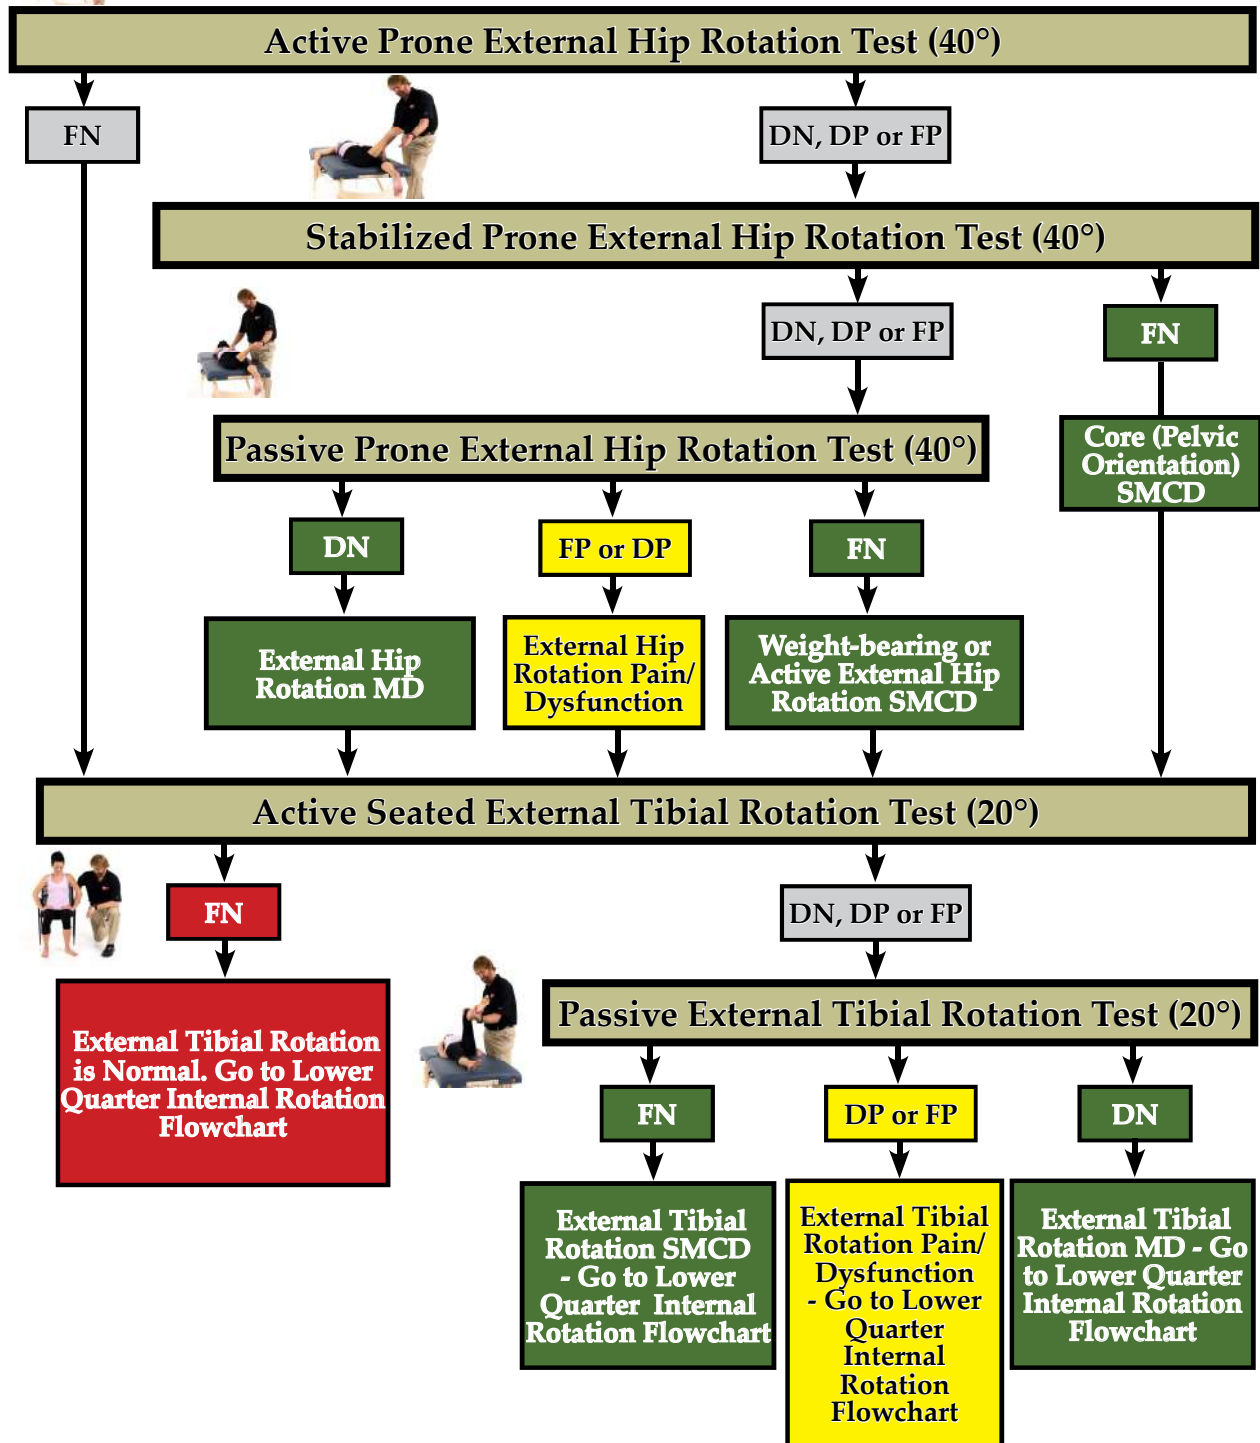 Active Prone External Hip Rotation Test (40°)
FN
DN, DP or FP
Stabilized Prone External Hip Rotation Test (40°)
DN, DP or FP
FN
Passive Prone External Hip Rotation Test (40°)
Core (Pelvic
Orientation)
SMCD
DN
FP or DP
FN
External Hip
Rotation MD
External Hip
Rotation Pain/
Dysfunction
Weight-bearing or
Active External Hip
Rotation SMCD
Active Seated External Tibial Rotation Test (20°)
FN
DN, DP or FP
External Tibial Rotation
is Normal. Go to Lower
Quarter Internal Rotation
Flowchart
Passive External Tibial Rotation Test (20°)
FN
DP or FP
DN
External Tibial
Rotation SMCD
- Go to Lower
Quarter Internal
Rotation Flowchart
External Tibial
Rotation Pain/
Dysfunction
- Go to Lower
Quarter
Internal
Rotation
Flowchart
External Tibial
Rotation MD - Go
to Lower Quarter
Internal Rotation
Flowchart